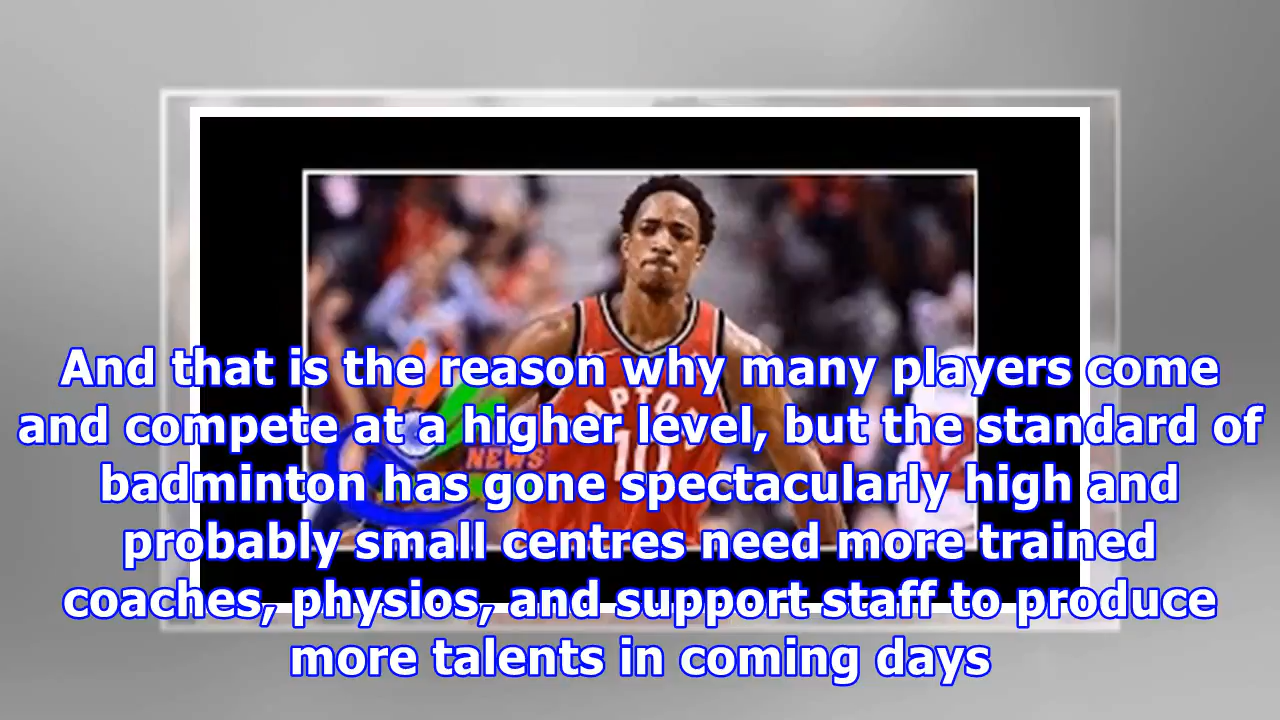 And that is the reason why many players come
and compete at a higher level, but the standard of
badminton has gone spectacularly high and
probably small centres need more trained
coaches, physios, and support staff to produce
more talents in coming days
NEWS
10